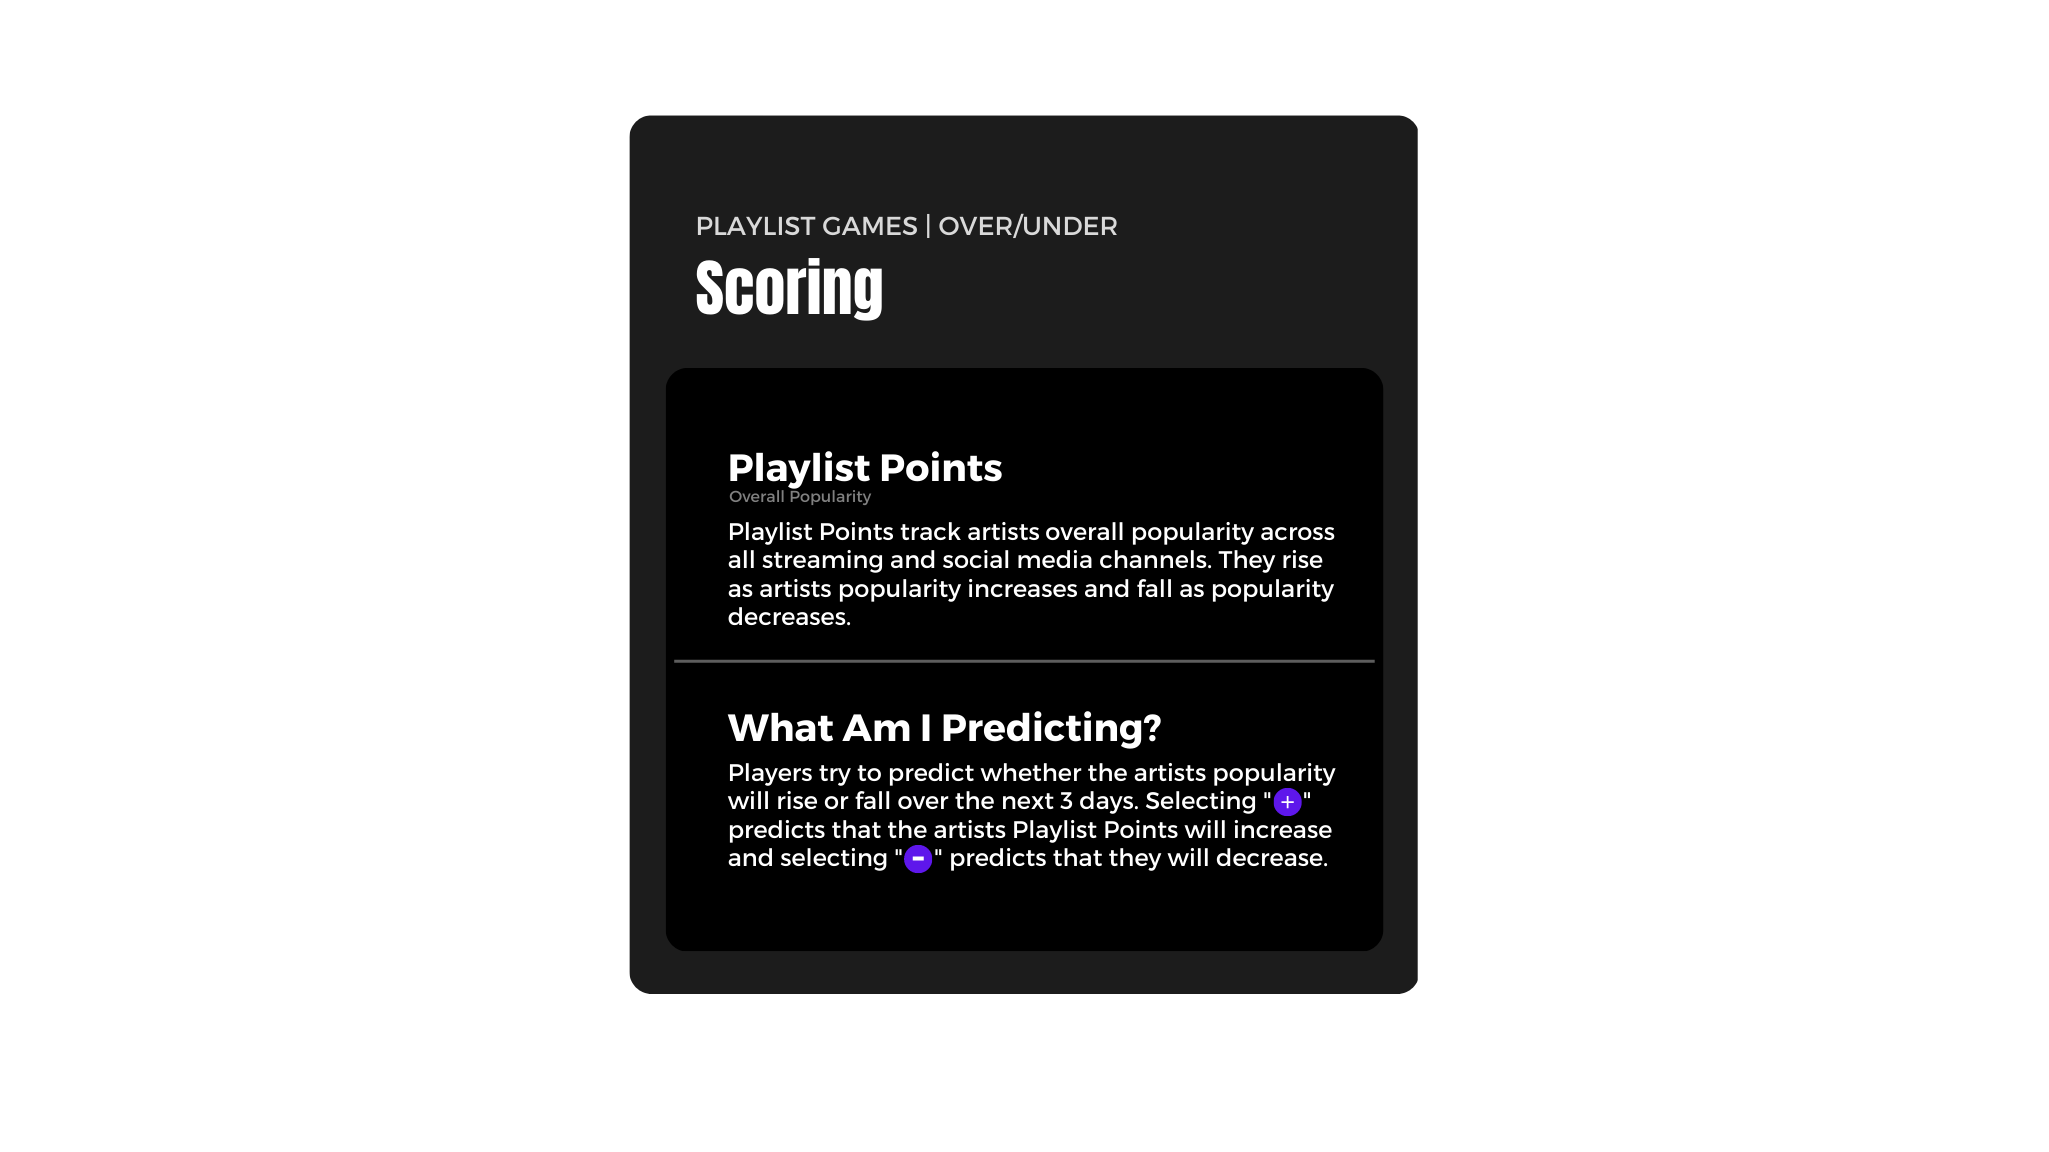 PLAYLIST GAMES | OVER/UNDER
Scoring
Playlist Points
Overall Popularity
Playlist Points track artists overall popularity across
all streaming and social media channels. They rise
as artists popularity increases and fall as popularity
decreases.
What Am I Predicting?
Players try to predict whether the artists popularity
will rise or fall over the next 3 days. Selecting "+"
predicts that the artists Playlist Points will increase
and selecting "-" predicts that they will decrease.